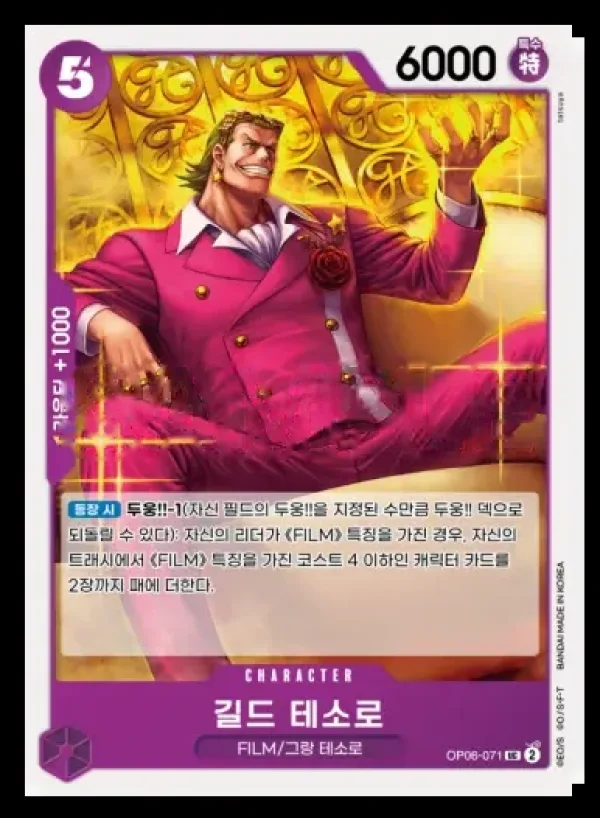 5
6000
특수
特
tatsuya
카운터 +1000
등장 시 두웅!!-1(자신 필드의 두웅!!을 지정된 수만큼 두웅!! 덱으로
되돌릴 수 있다): 자신의 리더가 《FILM》 특징을 가진 경우, 자신의
트래시에서 《FILM》 특징을 가진 코스트 4 이하인 캐릭터 카드를
2장까지 패에 더한다.
CHARACTER
길드 테소로
FILM/그랑 테소로
OP06-071 UC 2
©EO/S ©O./S·F·T BANDAI MADE IN KOREA